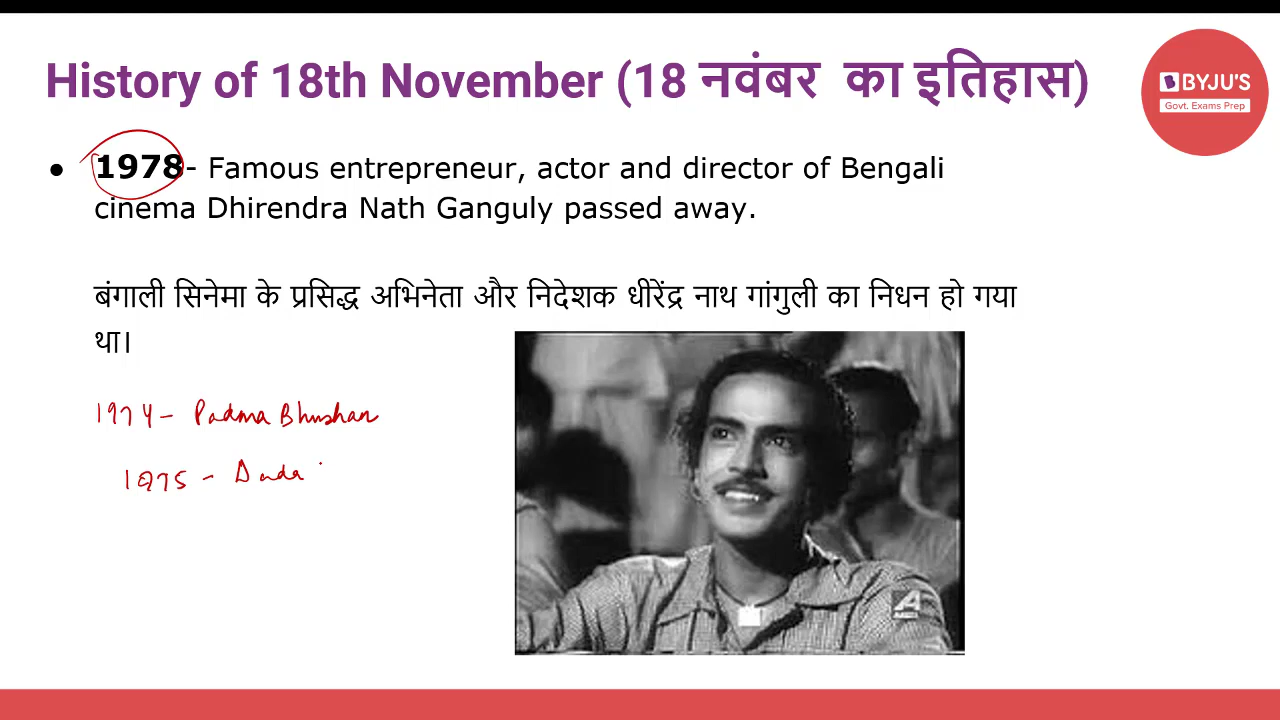 History of 18th November (18 नवंबर का इतिहास)
BYJU'S
Govt. Exams Prep
1978- Famous entrepreneur, actor and director of Bengali
cinema Dhirendra Nath Ganguly passed away.
बंगाली सिनेमा के प्रसिद्ध अभिनेता और निदेशक धीरेंद्र नाथ गांगुली का निधन हो गया
था।
1974 - Padma Bhushan
1975 - Dada